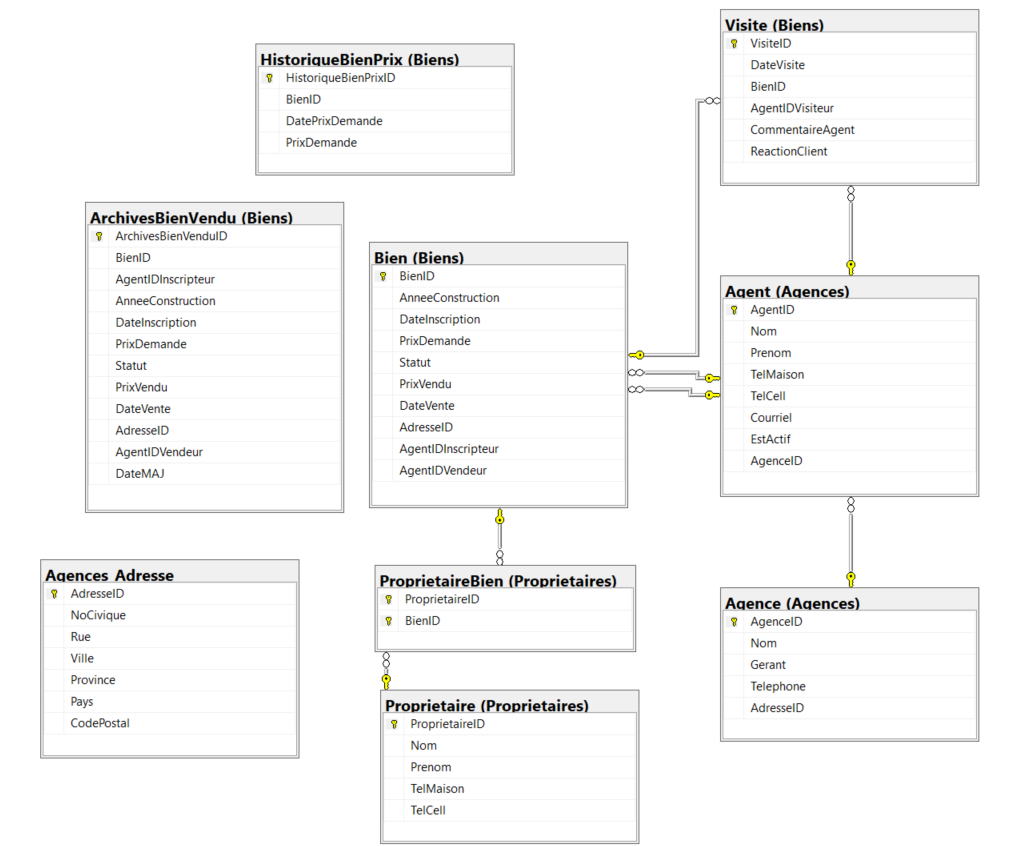 Visite (Biens)
VisiteID
DateVisite
BienID
AgentIDVisiteur
CommentaireAgent
ReactionClient
HistoriqueBienPrix (Biens)
HistoriqueBienPrixID
BienID
DatePrixDemande
PrixDemande
ArchivesBienVendu (Biens)
ArchivesBienVenduID
BienID
AgentIDInscripteur
AnneeConstruction
DateInscription
PrixDemande
Statut
PrixVendu
DateVente
AdresseID
AgentIDVendeur
DateMAJ
Bien (Biens)
BienID
AnneeConstruction
DateInscription
PrixDemande
Statut
PrixVendu
DateVente
AdresseID
AgentIDInscripteur
AgentIDVendeur
Agent (Agences)
AgentID
Nom
Prenom
TelMaison
TelCell
Courriel
EstActif
AgenceID
Agences_Adresse
AdresseID
NoCivique
Rue
Ville
Province
Pays
CodePostal
ProprietaireBien (Proprietaires)
ProprietaireID
BienID
Proprietaire (Proprietaires)
ProprietaireID
Nom
Prenom
TelMaison
TelCell
Agence (Agences)
AgenceID
Nom
Gerant
Telephone
AdresseID